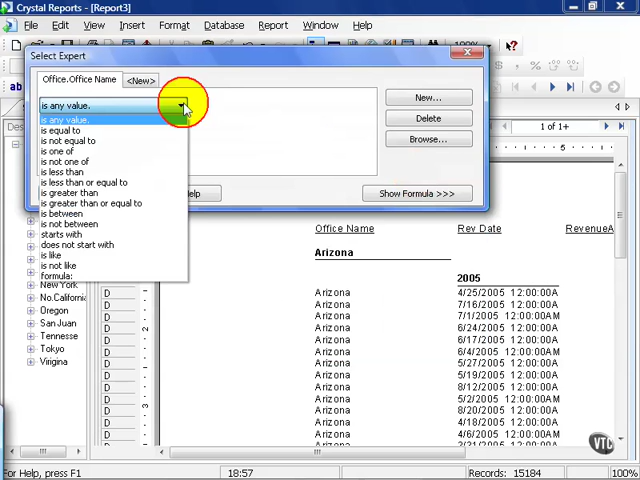 Crystal Reports - [Report3]
File Edit View Insert Format Database Report Window Help
Select Expert
Office.Office Name <New>
is any value.
is any value.
is equal to
is not equal to
is one of
is not one of
is less than
is less than or equal to
is greater than
is greater than or equal to
is between
is not between
starts with
does not start with
is like
is not like
formula:
New...
Delete
Browse...
Help
Show Formula >>>
1 of 1+
Office Name Rev Date RevenueA
Arizona
2005
Arizona 4/25/2005 12:00:00A
Arizona 7/16/2005 12:00:00A
Arizona 7/1/2005 12:00:00AM
Arizona 6/24/2005 12:00:00A
Arizona 6/17/2005 12:00:00A
Arizona 6/4/2005 12:00:00AM
Arizona 5/27/2005 12:00:00A
Arizona 5/19/2005 12:00:00A
Arizona 8/12/2005 12:00:00A
Arizona 5/2/2005 12:00:00AM
Arizona 8/20/2005 12:00:00A
Arizona 4/18/2005 12:00:00A
Arizona 4/6/2005 12:00:00AM
New York
No.California
Oregon
San Juan
Tennesse
Tokyo
Virigina
VTC
For Help, press F1 18:57 Records: 15184 100%